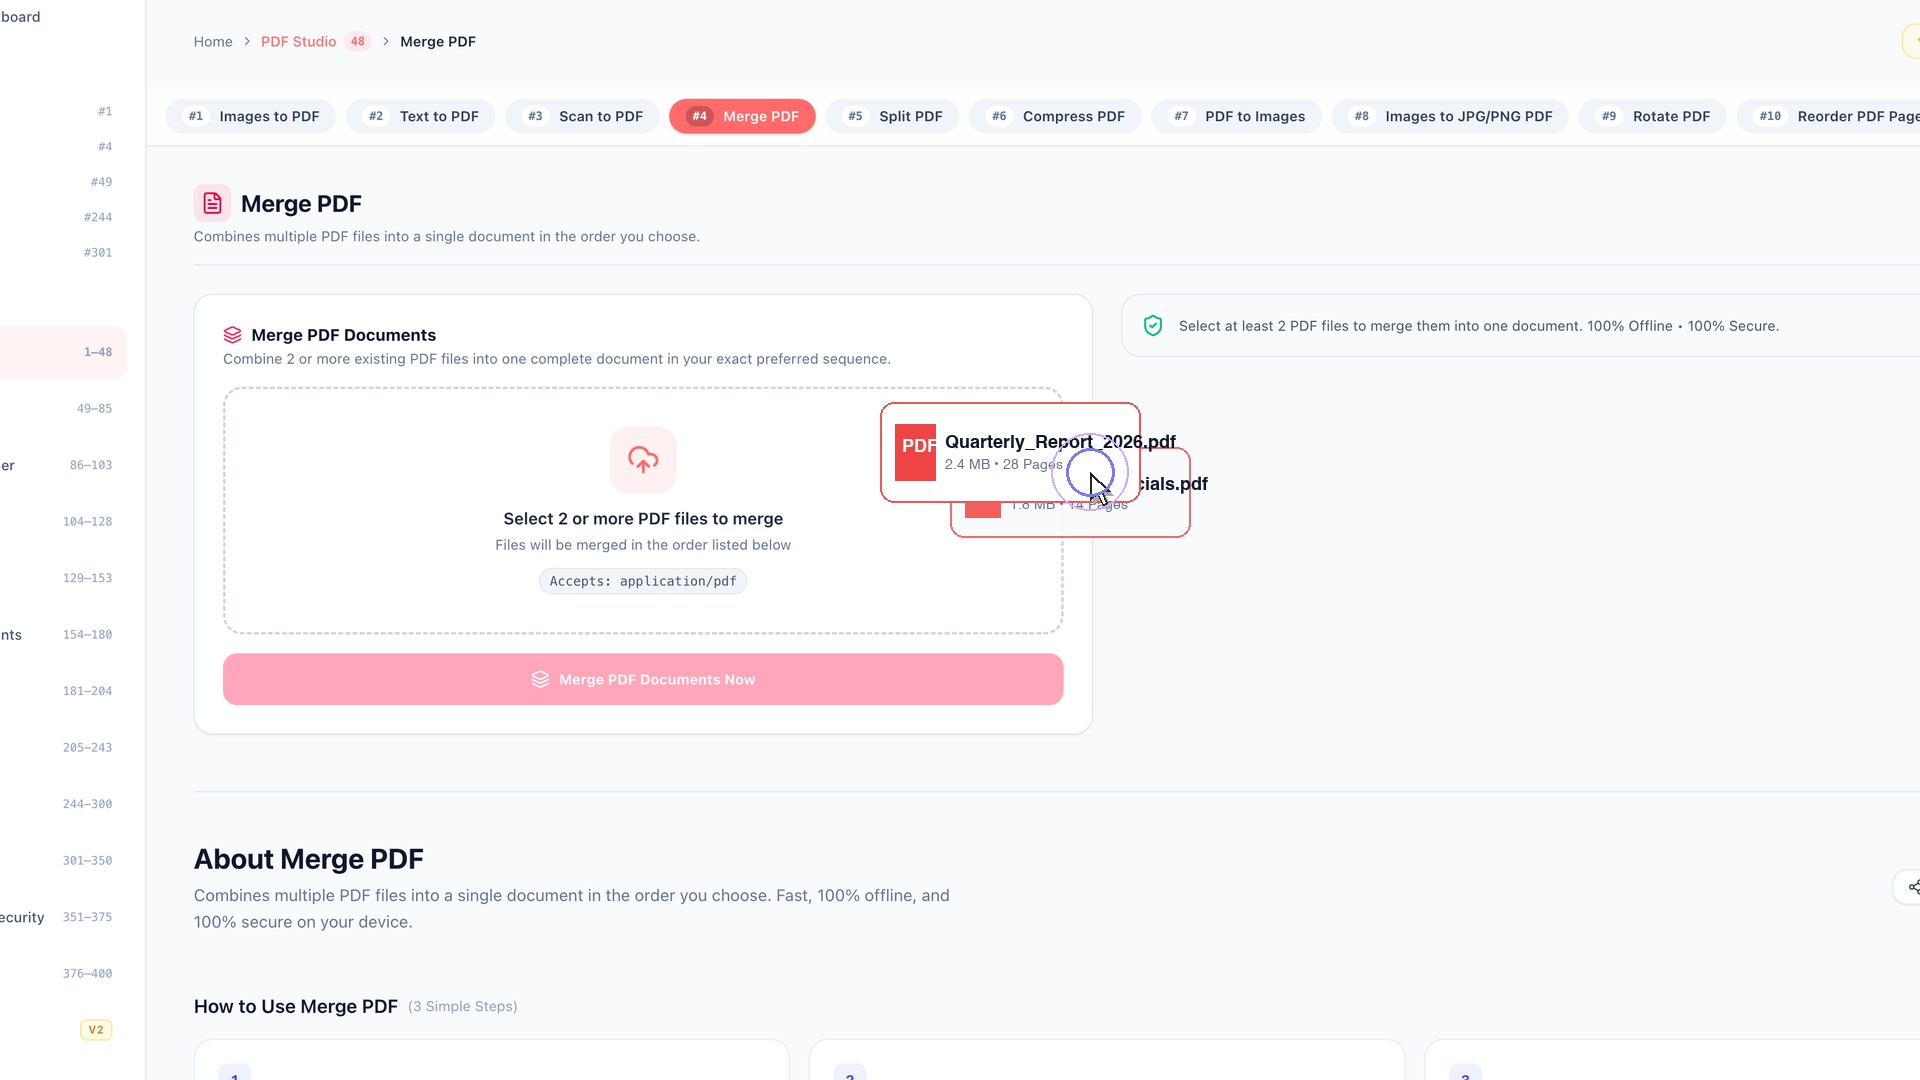 board
Home > PDF Studio 48 > Merge PDF
#1 Images to PDF
#2 Text to PDF
#3 Scan to PDF
#4 Merge PDF
#5 Split PDF
#6 Compress PDF
#7 PDF to Images
#8 Images to JPG/PNG PDF
#9 Rotate PDF
#10 Reorder PDF Page
#1
#4
#49
#244
#301
1–48
49–85
er 86–103
104–128
129–153
nts 154–180
181–204
205–243
244–300
301–350
ecurity 351–375
376–400
V2
Merge PDF
Combines multiple PDF files into a single document in the order you choose.
Merge PDF Documents
Combine 2 or more existing PDF files into one complete document in your exact preferred sequence.
Select 2 or more PDF files to merge
Files will be merged in the order listed below
Accepts: application/pdf
PDF
Quarterly_Report_2026.pdf
2.4 MB • 28 Pages
cials.pdf
1.8 MB • 14 Pages
Merge PDF Documents Now
Select at least 2 PDF files to merge them into one document. 100% Offline • 100% Secure.
About Merge PDF
Combines multiple PDF files into a single document in the order you choose. Fast, 100% offline, and
100% secure on your device.
How to Use Merge PDF (3 Simple Steps)
1
2
3